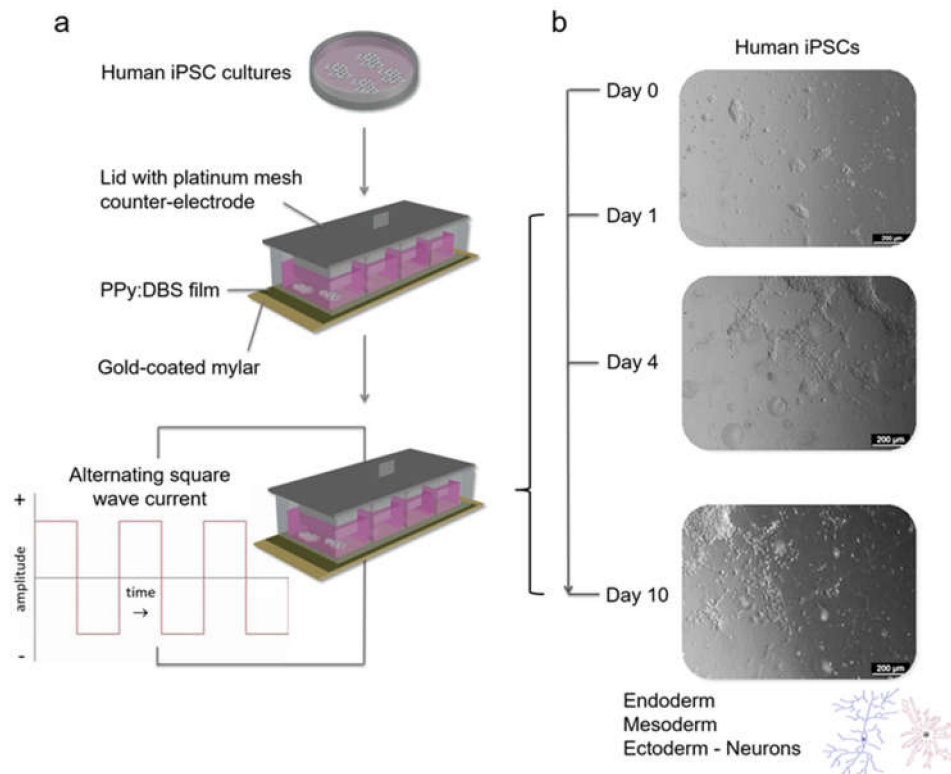 a
Human iPSC cultures
Lid with platinum mesh
counter-electrode
PPy:DBS film
Gold-coated mylar
Alternating square
wave current
+
amplitude
-
time
→
b
Human iPSCs
Day 0
200 µm
Day 1
Day 4
200 µm
Day 10
200 µm
Endoderm
Mesoderm
Ectoderm - Neurons